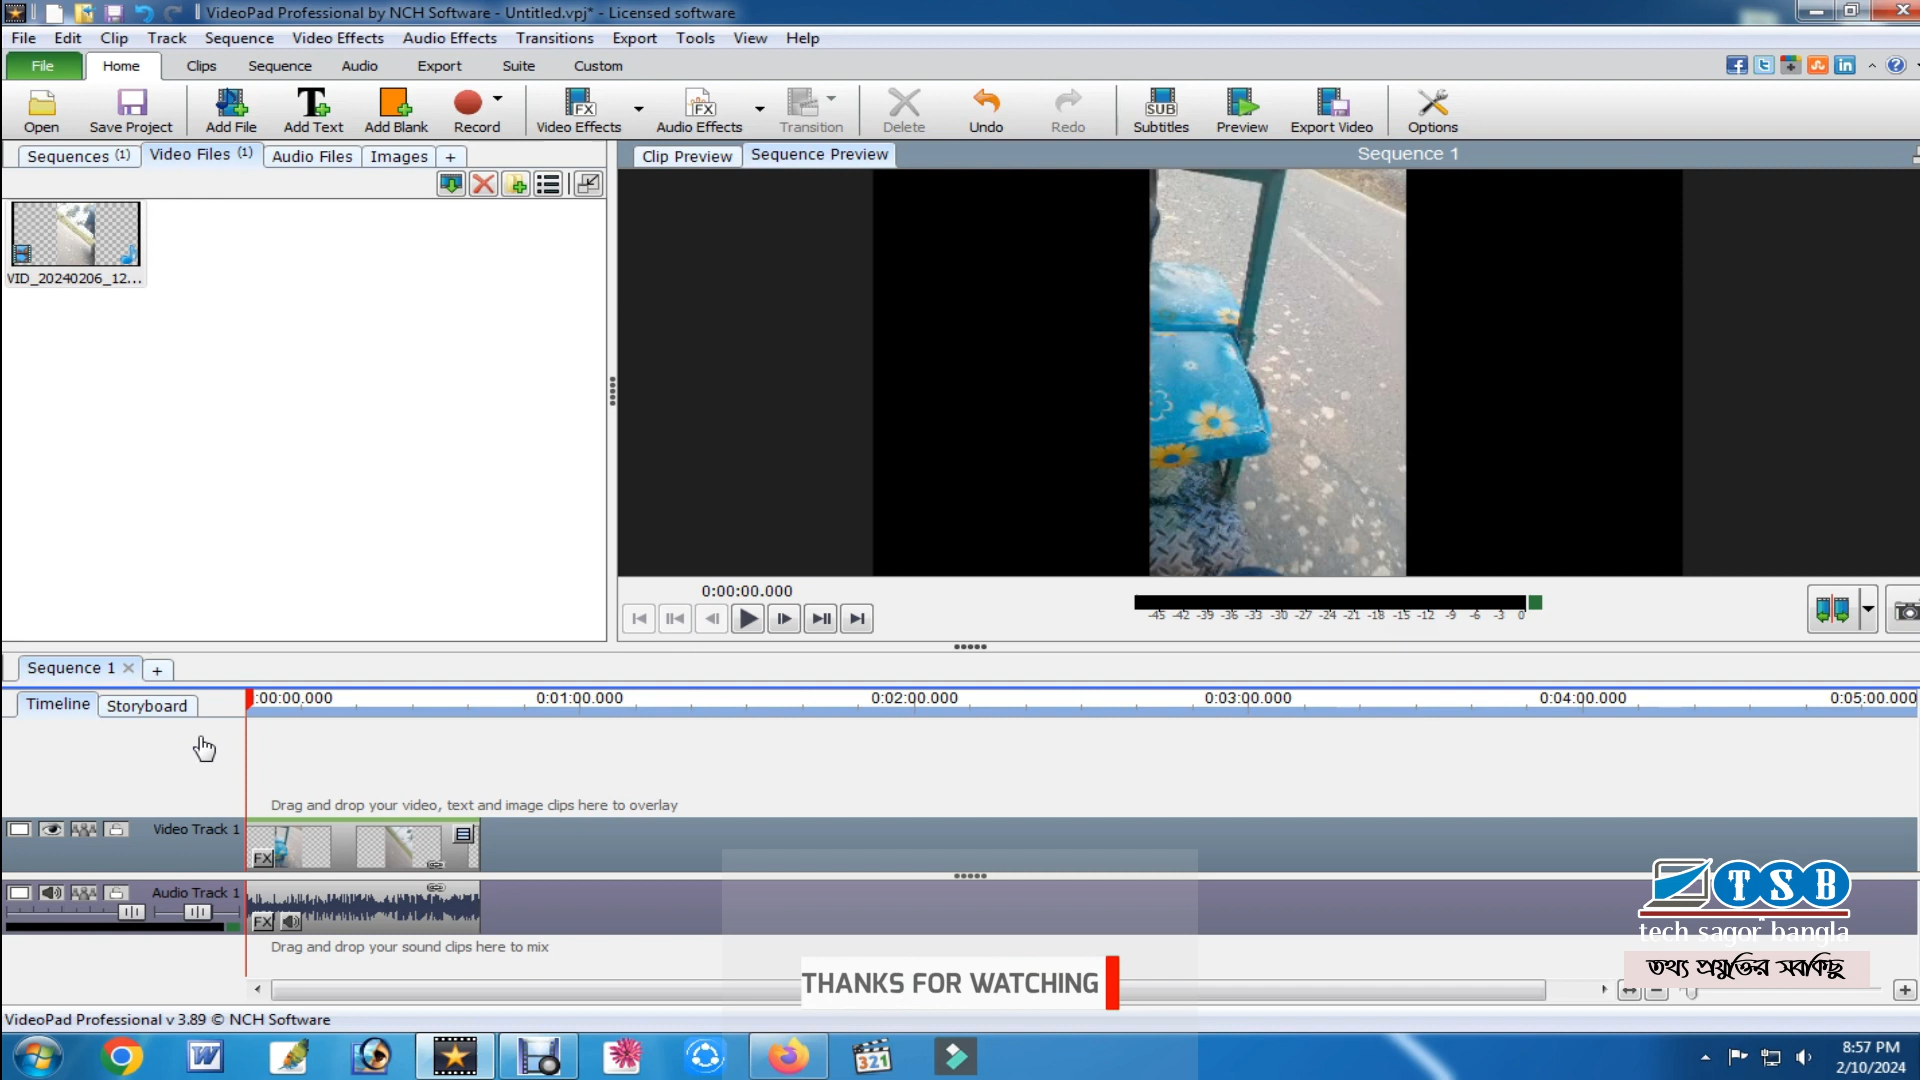 VideoPad Professional by NCH Software - Untitled.vpj* - Licensed software
File Edit Clip Track Sequence Video Effects Audio Effects Transitions Export Tools View Help
File Home Clips Sequence Audio Export Suite Custom
Open Save Project Add File Add Text Add Blank Record Video Effects Audio Effects Transition Delete Undo Redo Subtitles Preview Export Video Options
Sequences (1) Video Files (1) Audio Files Images +
Clip Preview Sequence Preview Sequence 1
VID_20240206_12...
0:00:00.000
-45 -42 -39 -36 -33 -30 -27 -24 -21 -18 -15 -12 -9 -6 -3 0
Sequence 1 +
Timeline Storyboard
:00:00.000 0:01:00.000 0:02:00.000 0:03:00.000 0:04:00.000 0:05:00.000
Drag and drop your video, text and image clips here to overlay
Video Track 1
FX
Audio Track 1
FX
Drag and drop your sound clips here to mix
TSB
tech sagor bangla
তথ্য প্রযুক্তির সবকিছু
THANKS FOR WATCHING
VideoPad Professional v 3.89 © NCH Software
321
8:57 PM
2/10/2024